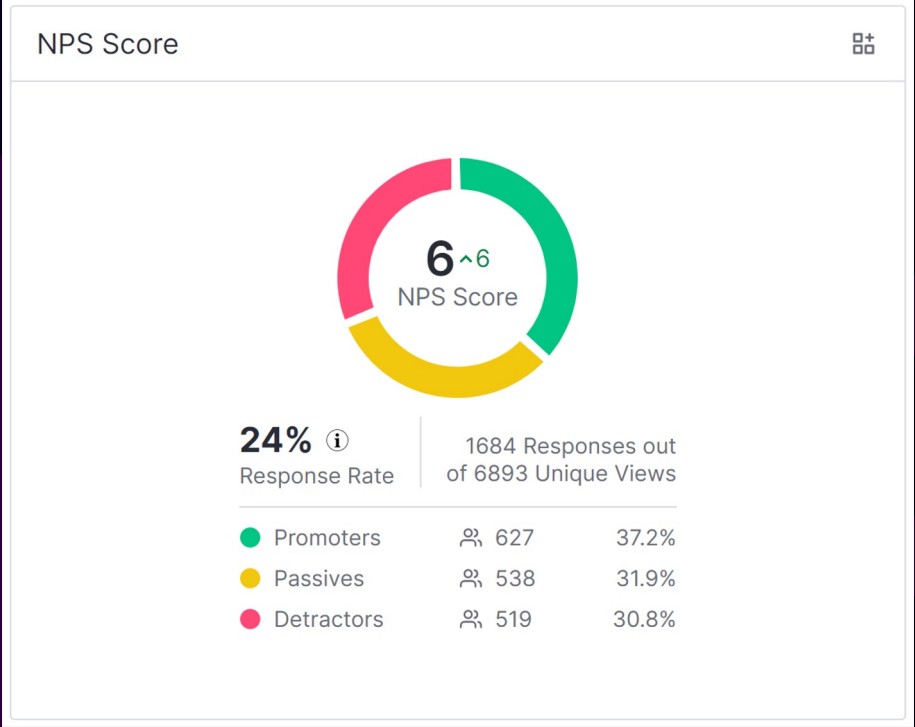 NPS Score
6 ^6
NPS Score
24% i
Response Rate
1684 Responses out
of 6893 Unique Views
Promoters 627 37.2%
Passives 538 31.9%
Detractors 519 30.8%